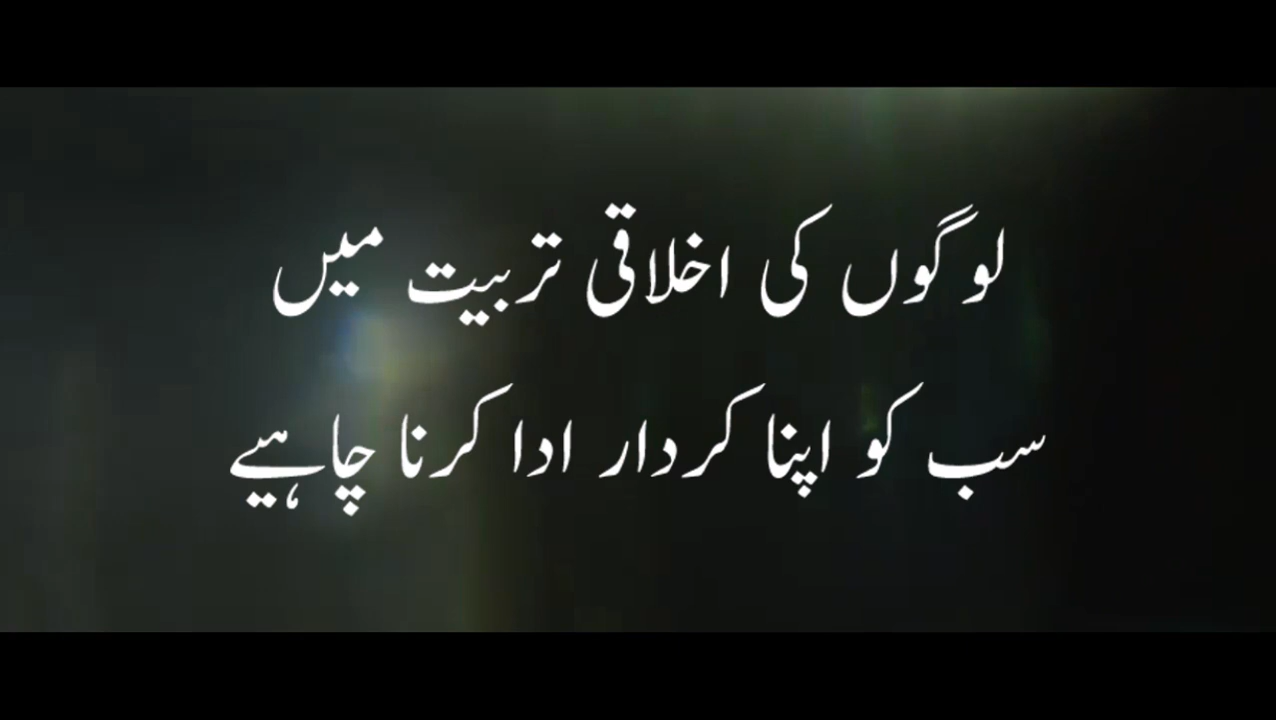 لوگوں کی اخلاقی تربیت میں
سب کو اپنا کردار ادا کرنا چاہیے